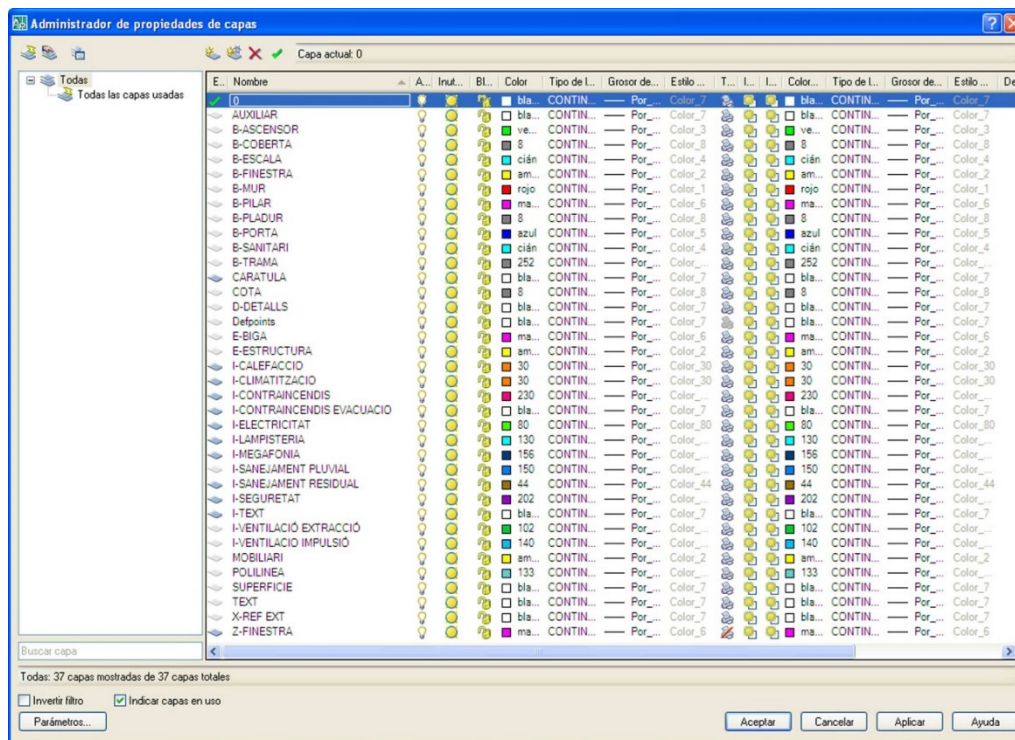 Administrador de propiedades de capas
Capa actual: 0
Todas
Todas las capas usadas
E... Nombre A... Inut... Bl... Color Tipo de l... Grosor de... Estilo ... T... I... I... Color... Tipo de l... Grosor de... Estilo ... De
0 bla... CONTIN... Por_... Color_7 bla... CONTIN... Por_... Color_7
AUXILIAR bla... CONTIN... Por_... Color_7 bla... CONTIN... Por_... Color_7
B-ASCENSOR ve... CONTIN... Por_... Color_3 ve... CONTIN... Por_... Color_3
B-COBERTA 8 CONTIN... Por_... Color_8 8 CONTIN... Por_... Color_8
B-ESCALA cián CONTIN... Por_... Color_4 cián CONTIN... Por_... Color_4
B-FINESTRA am... CONTIN... Por_... Color_2 am... CONTIN... Por_... Color_2
B-MUR rojo CONTIN... Por_... Color_1 rojo CONTIN... Por_... Color_1
B-PILAR ma... CONTIN... Por_... Color_6 ma... CONTIN... Por_... Color_6
B-PLADUR 8 CONTIN... Por_... Color_8 8 CONTIN... Por_... Color_8
B-PORTA azul CONTIN... Por_... Color_5 azul CONTIN... Por_... Color_5
B-SANITARI cián CONTIN... Por_... Color_4 cián CONTIN... Por_... Color_4
B-TRAMA 252 CONTIN... Por_... Color_... 252 CONTIN... Por_... Color_...
CARATULA bla... CONTIN... Por_... Color_7 bla... CONTIN... Por_... Color_7
COTA 8 CONTIN... Por_... Color_8 8 CONTIN... Por_... Color_8
D-DETALLS bla... CONTIN... Por_... Color_7 bla... CONTIN... Por_... Color_7
Defpoints bla... CONTIN... Por_... Color_7 bla... CONTIN... Por_... Color_7
E-BIGA ma... CONTIN... Por_... Color_6 ma... CONTIN... Por_... Color_6
E-ESTRUCTURA am... CONTIN... Por_... Color_2 am... CONTIN... Por_... Color_2
I-CALEFACCIO 30 CONTIN... Por_... Color_30 30 CONTIN... Por_... Color_30
I-CLIMATITZACIO 30 CONTIN... Por_... Color_30 30 CONTIN... Por_... Color_30
I-CONTRAINCENDIS 230 CONTIN... Por_... Color_... 230 CONTIN... Por_... Color_...
I-CONTRAINCENDIS EVACUACIO bla... CONTIN... Por_... Color_7 bla... CONTIN... Por_... Color_7
I-ELECTRICITAT 80 CONTIN... Por_... Color_80 80 CONTIN... Por_... Color_80
I-LAMPISTERIA 130 CONTIN... Por_... Color_... 130 CONTIN... Por_... Color_...
I-MEGAFONIA 156 CONTIN... Por_... Color_... 156 CONTIN... Por_... Color_...
I-SANEJAMENT PLUVIAL 150 CONTIN... Por_... Color_... 150 CONTIN... Por_... Color_...
I-SANEJAMENT RESIDUAL 44 CONTIN... Por_... Color_44 44 CONTIN... Por_... Color_44
I-SEGURETAT 202 CONTIN... Por_... Color_... 202 CONTIN... Por_... Color_...
I-TEXT bla... CONTIN... Por_... Color_7 bla... CONTIN... Por_... Color_7
I-VENTILACIÓ EXTRACCIÓ 102 CONTIN... Por_... Color_... 102 CONTIN... Por_... Color_...
I-VENTILACIO IMPULSIÓ 140 CONTIN... Por_... Color_... 140 CONTIN... Por_... Color_...
MOBILIARI am... CONTIN... Por_... Color_2 am... CONTIN... Por_... Color_2
POLILINEA 133 CONTIN... Por_... Color_... 133 CONTIN... Por_... Color_...
SUPERFICIE bla... CONTIN... Por_... Color_7 bla... CONTIN... Por_... Color_7
TEXT bla... CONTIN... Por_... Color_7 bla... CONTIN... Por_... Color_7
X-REF EXT bla... CONTIN... Por_... Color_7 bla... CONTIN... Por_... Color_7
Z-FINESTRA ma... CONTIN... Por_... Color_6 ma... CONTIN... Por_... Color_6
Buscar capa
Todas: 37 capas mostradas de 37 capas totales
Invertir filtro Indicar capas en uso
Parámetros... Aceptar Cancelar Aplicar Ayuda